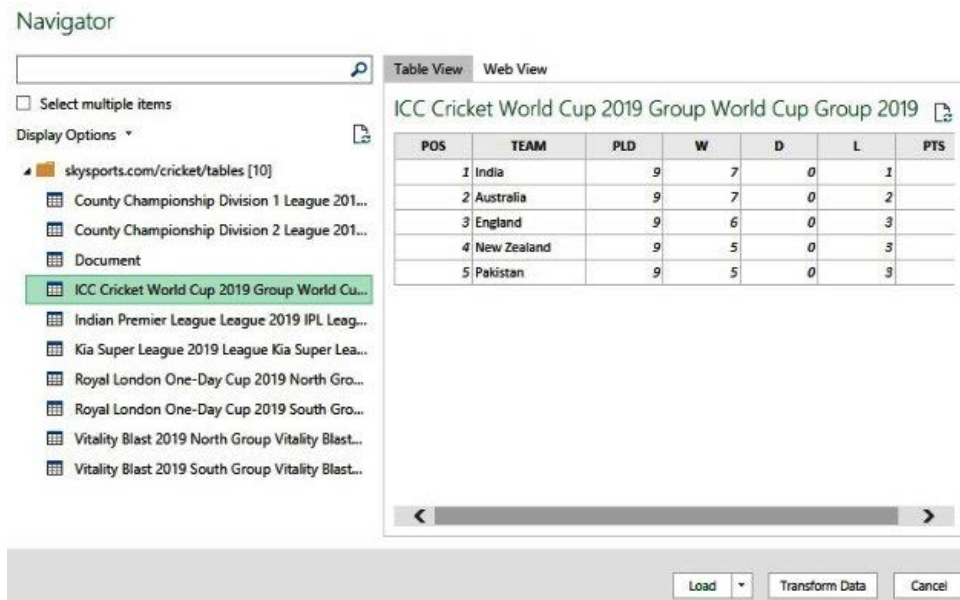 Navigator
Select multiple items
Display Options
skysports.com/cricket/tables [10]
County Championship Division 1 League 201...
County Championship Division 2 League 201...
Document
ICC Cricket World Cup 2019 Group World Cu...
Indian Premier League League 2019 IPL Leag...
Kia Super League 2019 League Kia Super Lea...
Royal London One-Day Cup 2019 North Gro...
Royal London One-Day Cup 2019 South Gro...
Vitality Blast 2019 North Group Vitality Blast...
Vitality Blast 2019 South Group Vitality Blast...
Table View Web View
ICC Cricket World Cup 2019 Group World Cup Group 2019
POS TEAM PLD W D L PTS
1 India 9 7 0 1
2 Australia 9 7 0 2
3 England 9 6 0 3
4 New Zealand 9 5 0 3
5 Pakistan 9 5 0 3
Load Transform Data Cancel